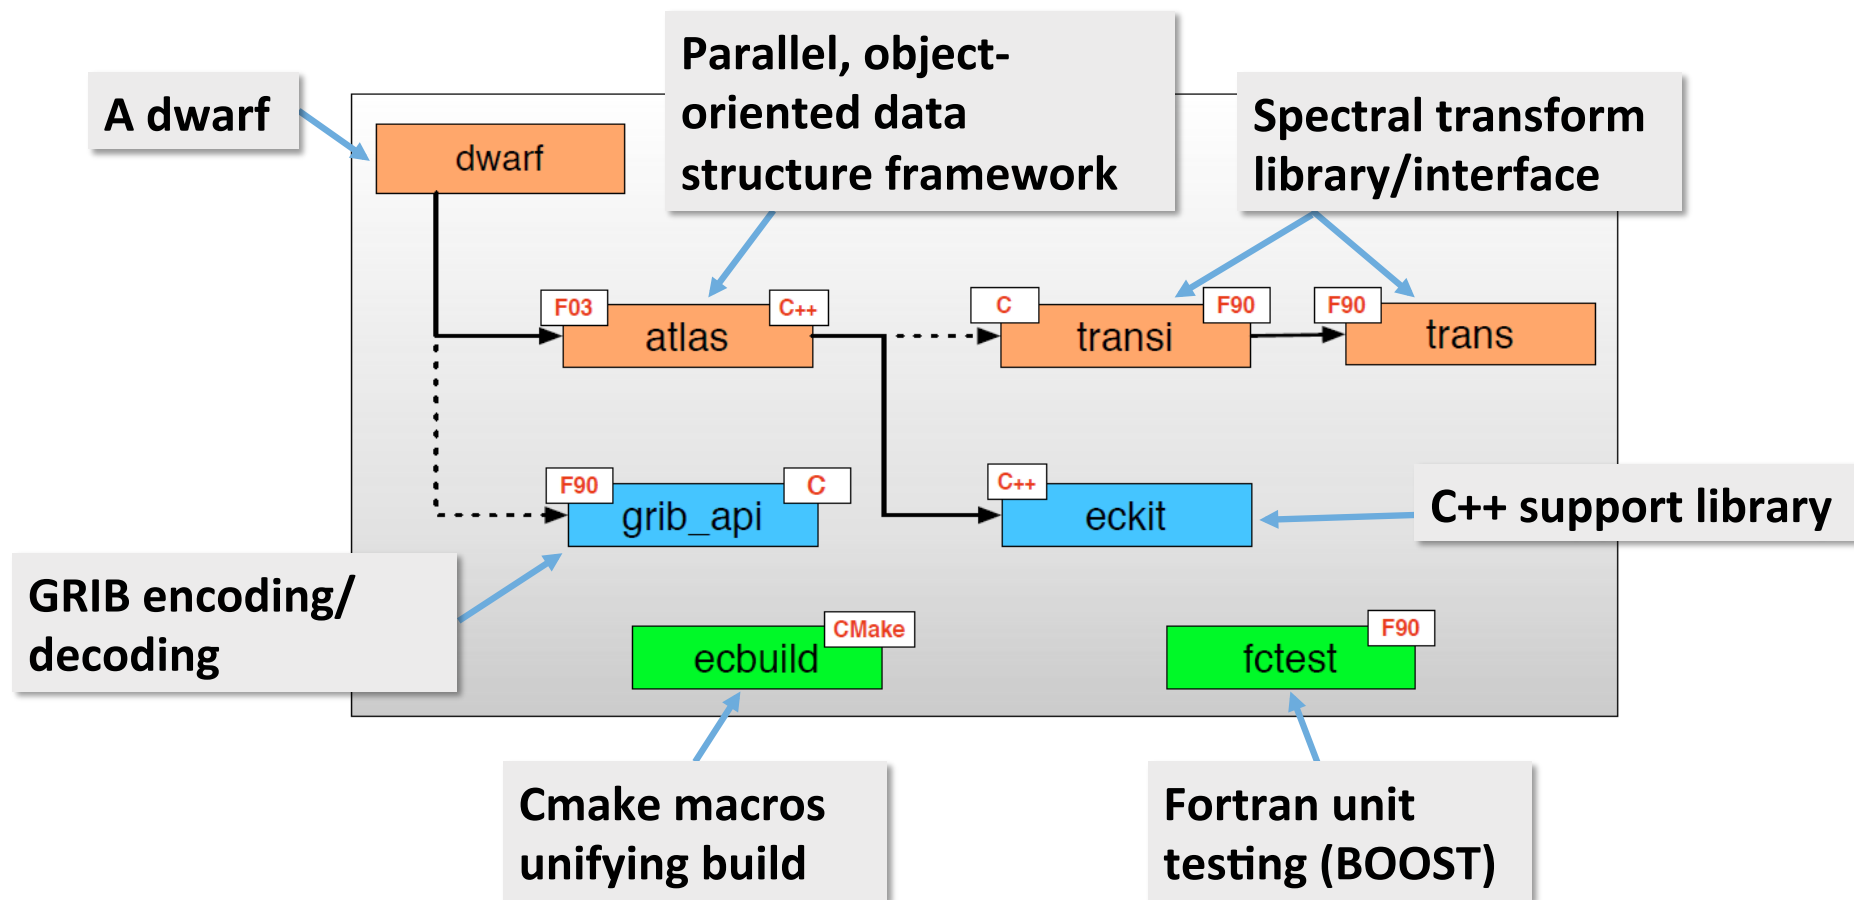 Parallel, object-
oriented data
structure framework
A dwarf
Spectral transform
library/interface
dwarf
F03
atlas
C++
C
transi
F90
F90
trans
F90
grib_api
C
C++
eckit
C++ support library
GRIB encoding/
decoding
ecbuild
CMake
fctest
F90
Cmake macros
unifying build
Fortran unit
testing (BOOST)